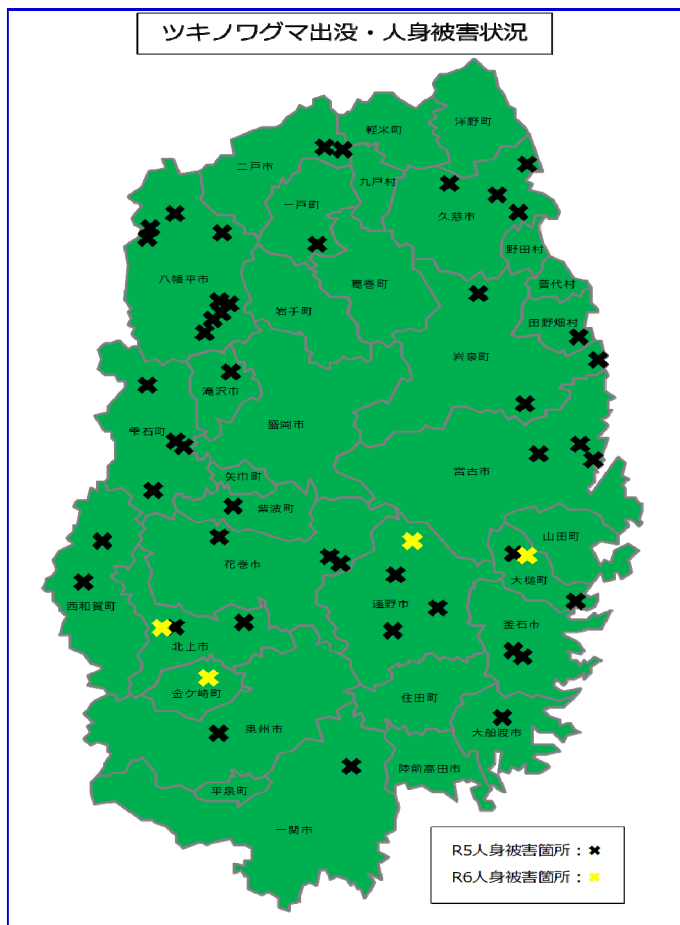 ツキノワグマ出没・人身被害状況
軽米町
洋野町
二戸市
九戸村
一戸町
久慈市
野田村
八幡平市
葛巻町
普代村
岩手町
田野畑村
岩泉町
滝沢市
盛岡市
雫石町
宮古市
矢巾町
紫波町
山田町
花巻市
大槌町
西和賀町
遠野市
釜石市
北上市
金ケ崎町
住田町
奥州市
大船渡市
陸前高田市
平泉町
一関市
R5人身被害箇所：✖
R6人身被害箇所：✖